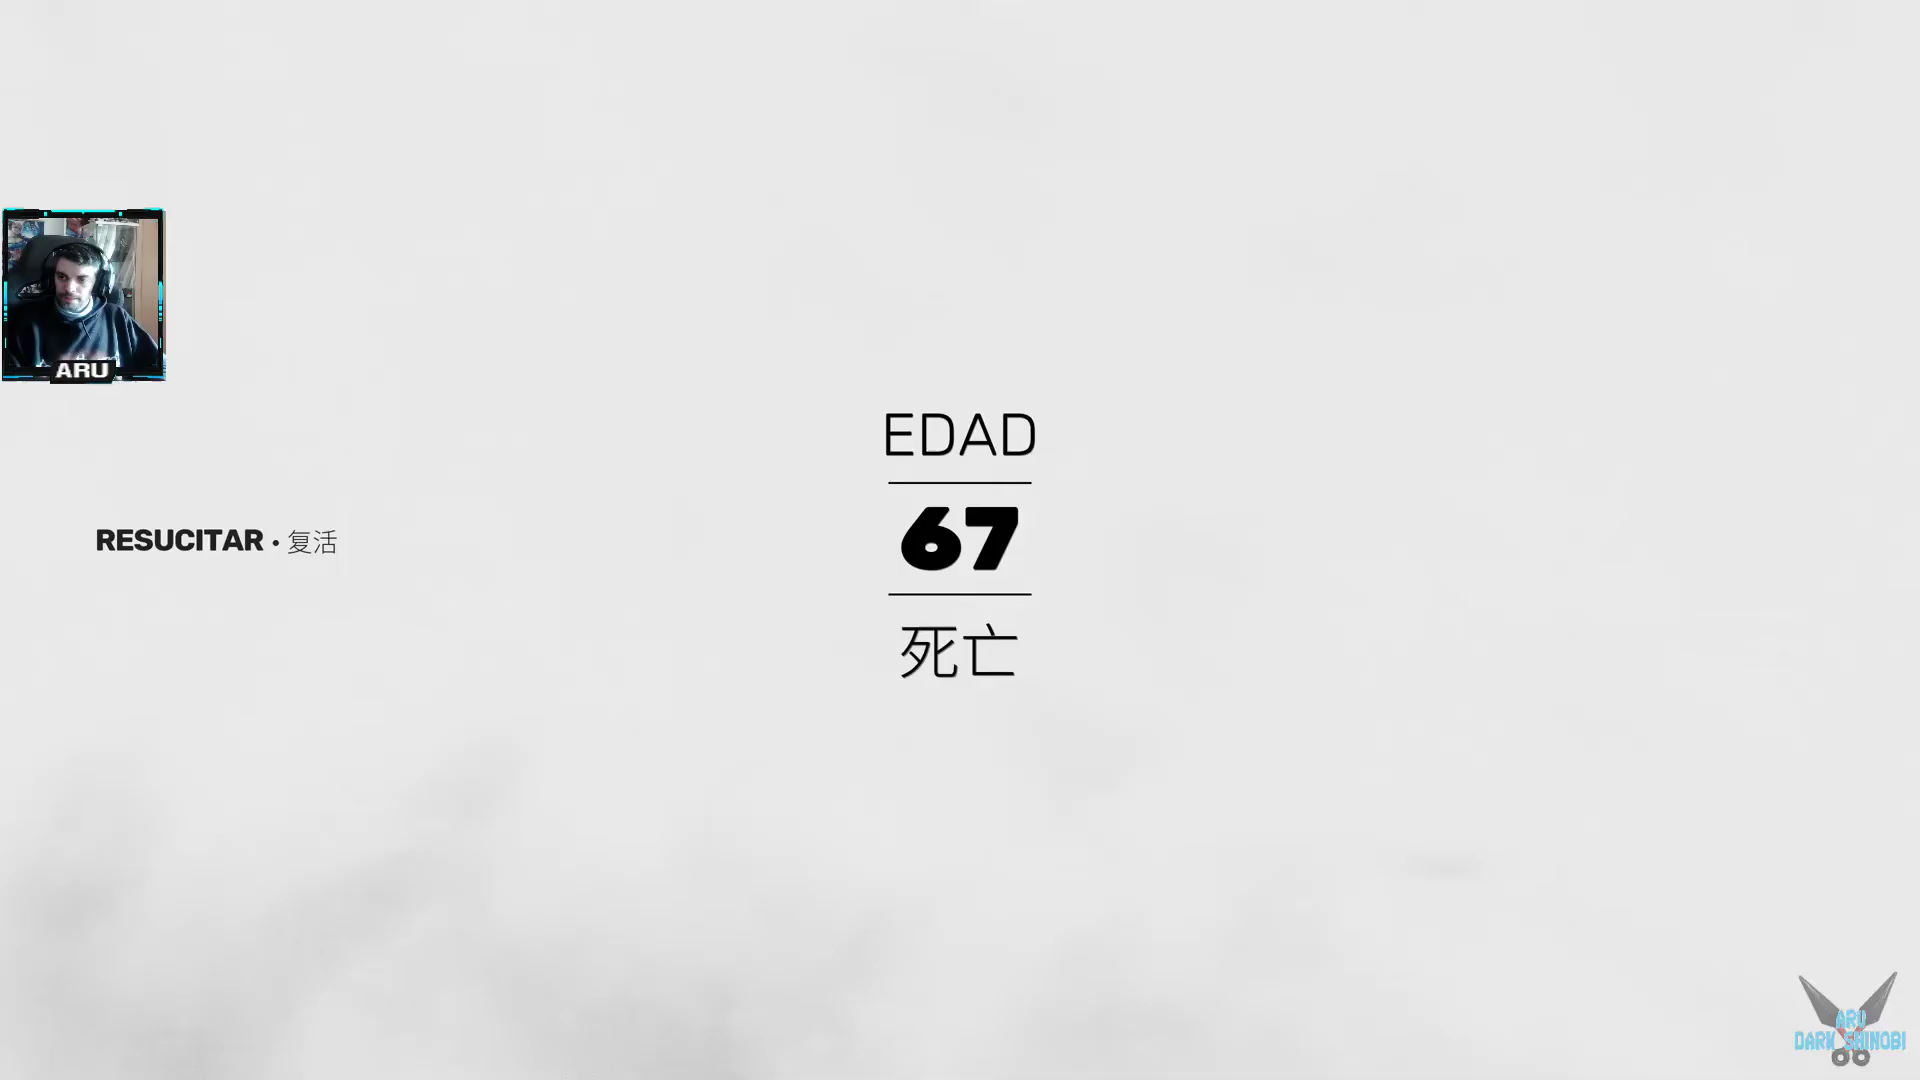 ARU
EDAD
67
死亡
RESUCITAR • 复活
ARU
DARK SHINOBI